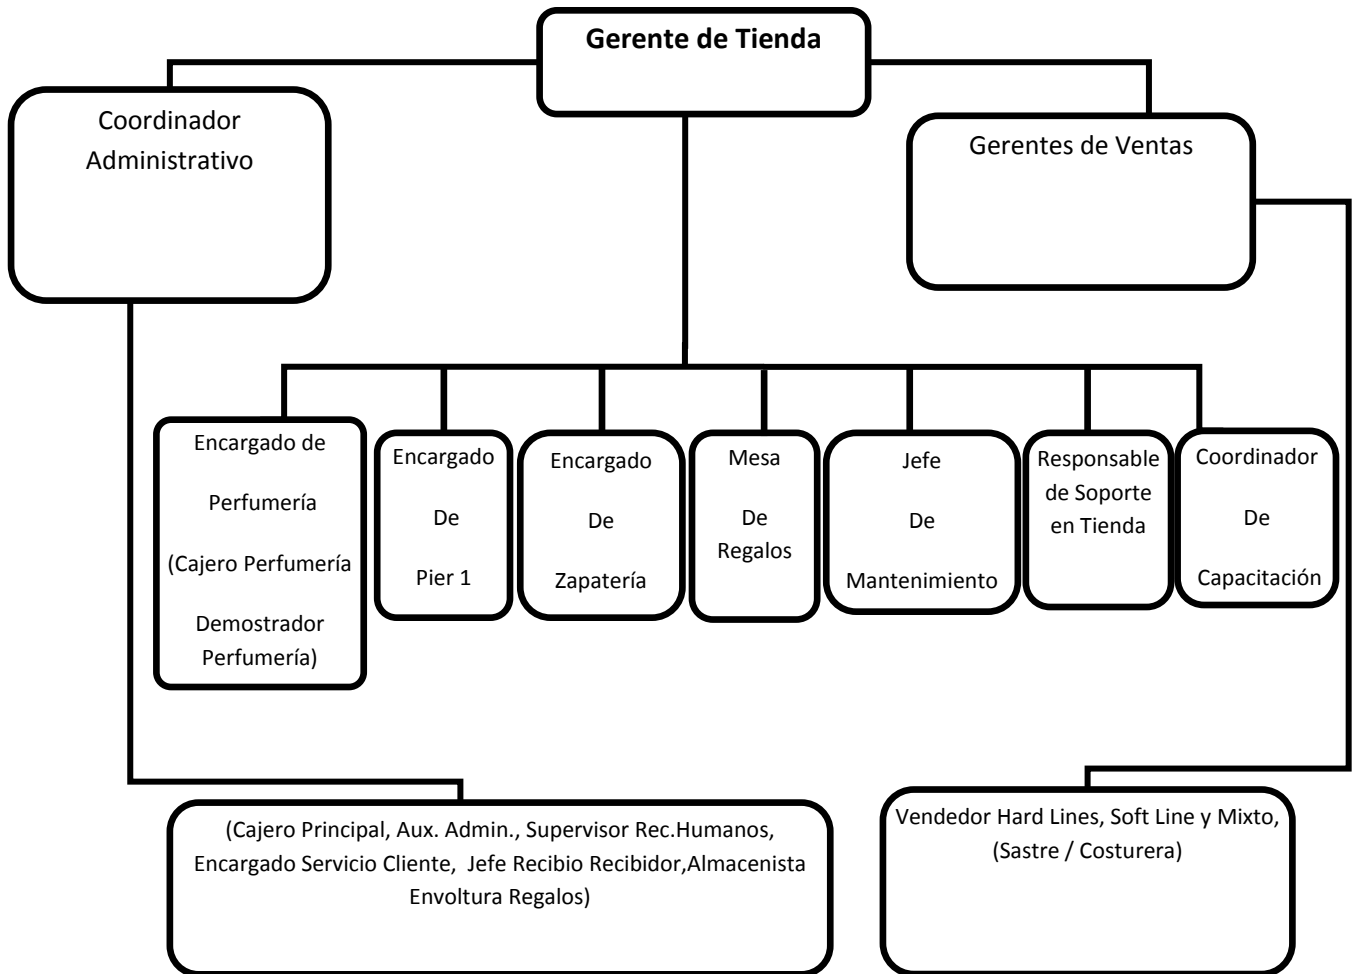 Gerente de Tienda
Coordinador
Administrativo
Gerentes de Ventas
Encargado de
Perfumería
(Cajero Perfumería
Demostrador
Perfumería)
Encargado
De
Pier 1
Encargado
De
Zapatería
Mesa
De
Regalos
Jefe
De
Mantenimiento
Responsable
de Soporte
en Tienda
Coordinador
De
Capacitación
(Cajero Principal, Aux. Admin., Supervisor Rec.Humanos,
Encargado Servicio Cliente, Jefe Recibio Recibidor,Almacenista
Envoltura Regalos)
Vendedor Hard Lines, Soft Line y Mixto,
(Sastre / Costurera)